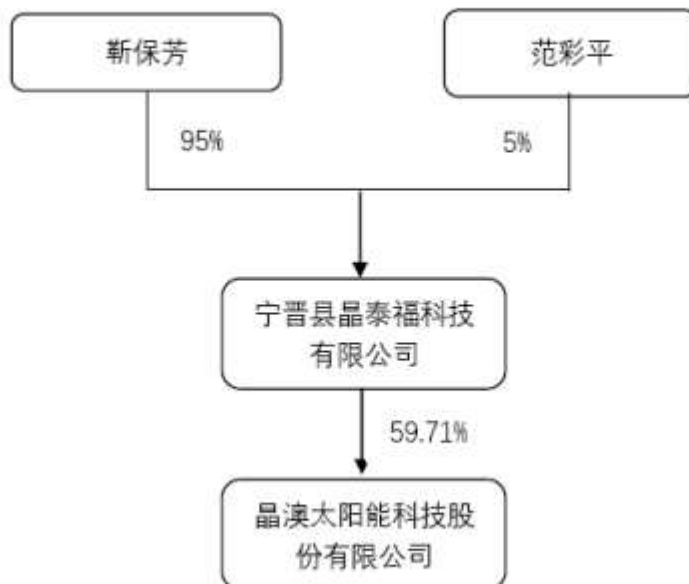 靳保芳
范彩平
95%
5%
宁晋县晶泰福科技
有限公司
59.71%
晶澳太阳能科技股
份有限公司